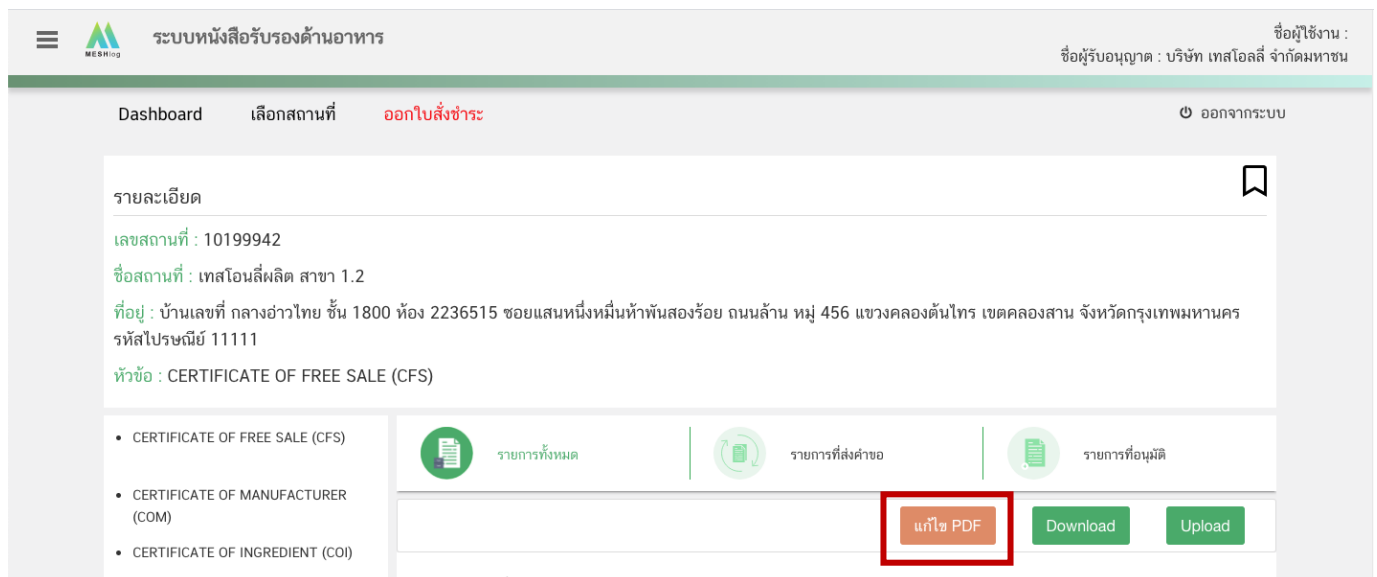 MESHlog
ระบบหนังสือรับรองด้านอาหาร
ชื่อผู้ใช้งาน :
ชื่อผู้รับอนุญาต : บริษัท เทสโอลลี่ จำกัดมหาชน
Dashboard เลือกสถานที่ ออกใบสั่งชำระ ออกจากระบบ
รายละเอียด
เลขสถานที่ : 10199942
ชื่อสถานที่ : เทสโอนลี่ผลิต สาขา 1.2
ที่อยู่ : บ้านเลขที่ กลางอ่าวไทย ชั้น 1800 ห้อง 2236515 ซอยแสนหนึ่งหมื่นห้าพันสองร้อย ถนนล้าน หมู่ 456 แขวงคลองต้นไทร เขตคลองสาน จังหวัดกรุงเทพมหานคร
รหัสไปรษณีย์ 11111
หัวข้อ : CERTIFICATE OF FREE SALE (CFS)
• CERTIFICATE OF FREE SALE (CFS)
• CERTIFICATE OF MANUFACTURER
(COM)
• CERTIFICATE OF INGREDIENT (COI)
รายการทั้งหมด รายการที่ส่งคำขอ รายการที่อนุมัติ
แก้ไข PDF Download Upload